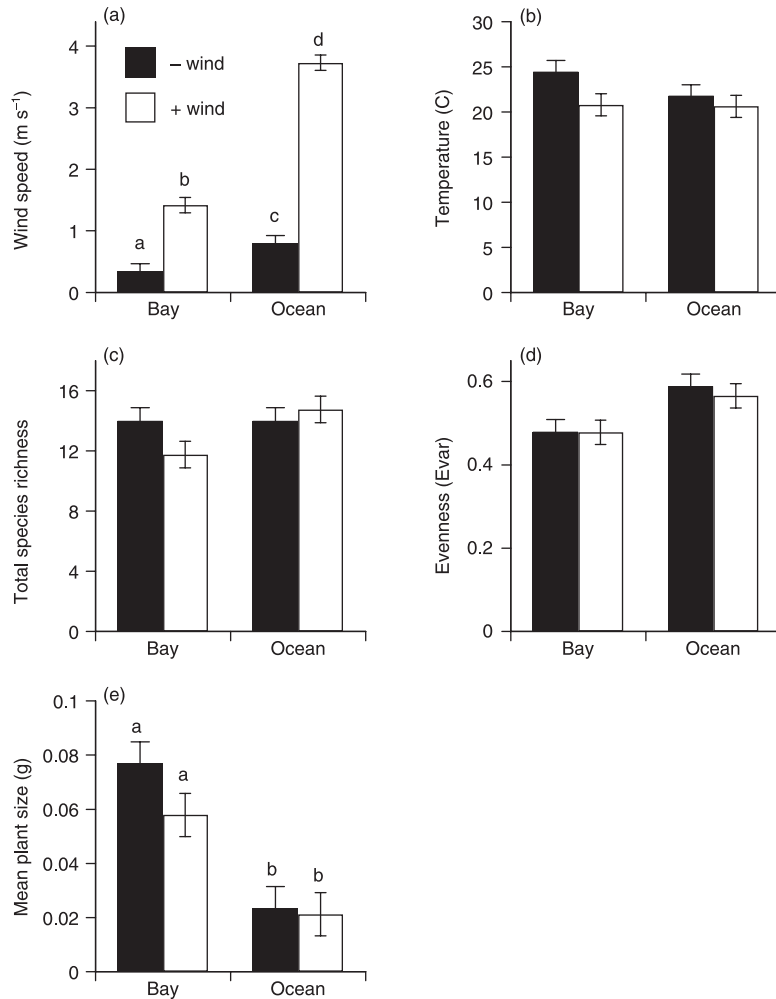 (a)
Wind speed (m s⁻¹)
4
3
2
1
0
– wind
+ wind
a
b
c
d
Bay
Ocean
(b)
Temperature (C)
30
25
20
15
10
5
0
Bay
Ocean
(c)
Total species richness
16
12
8
4
0
Bay
Ocean
(d)
Evenness (Evar)
0.6
0.4
0.2
0
Bay
Ocean
(e)
Mean plant size (g)
0.1
0.08
0.06
0.04
0.02
0
a
a
b
b
Bay
Ocean